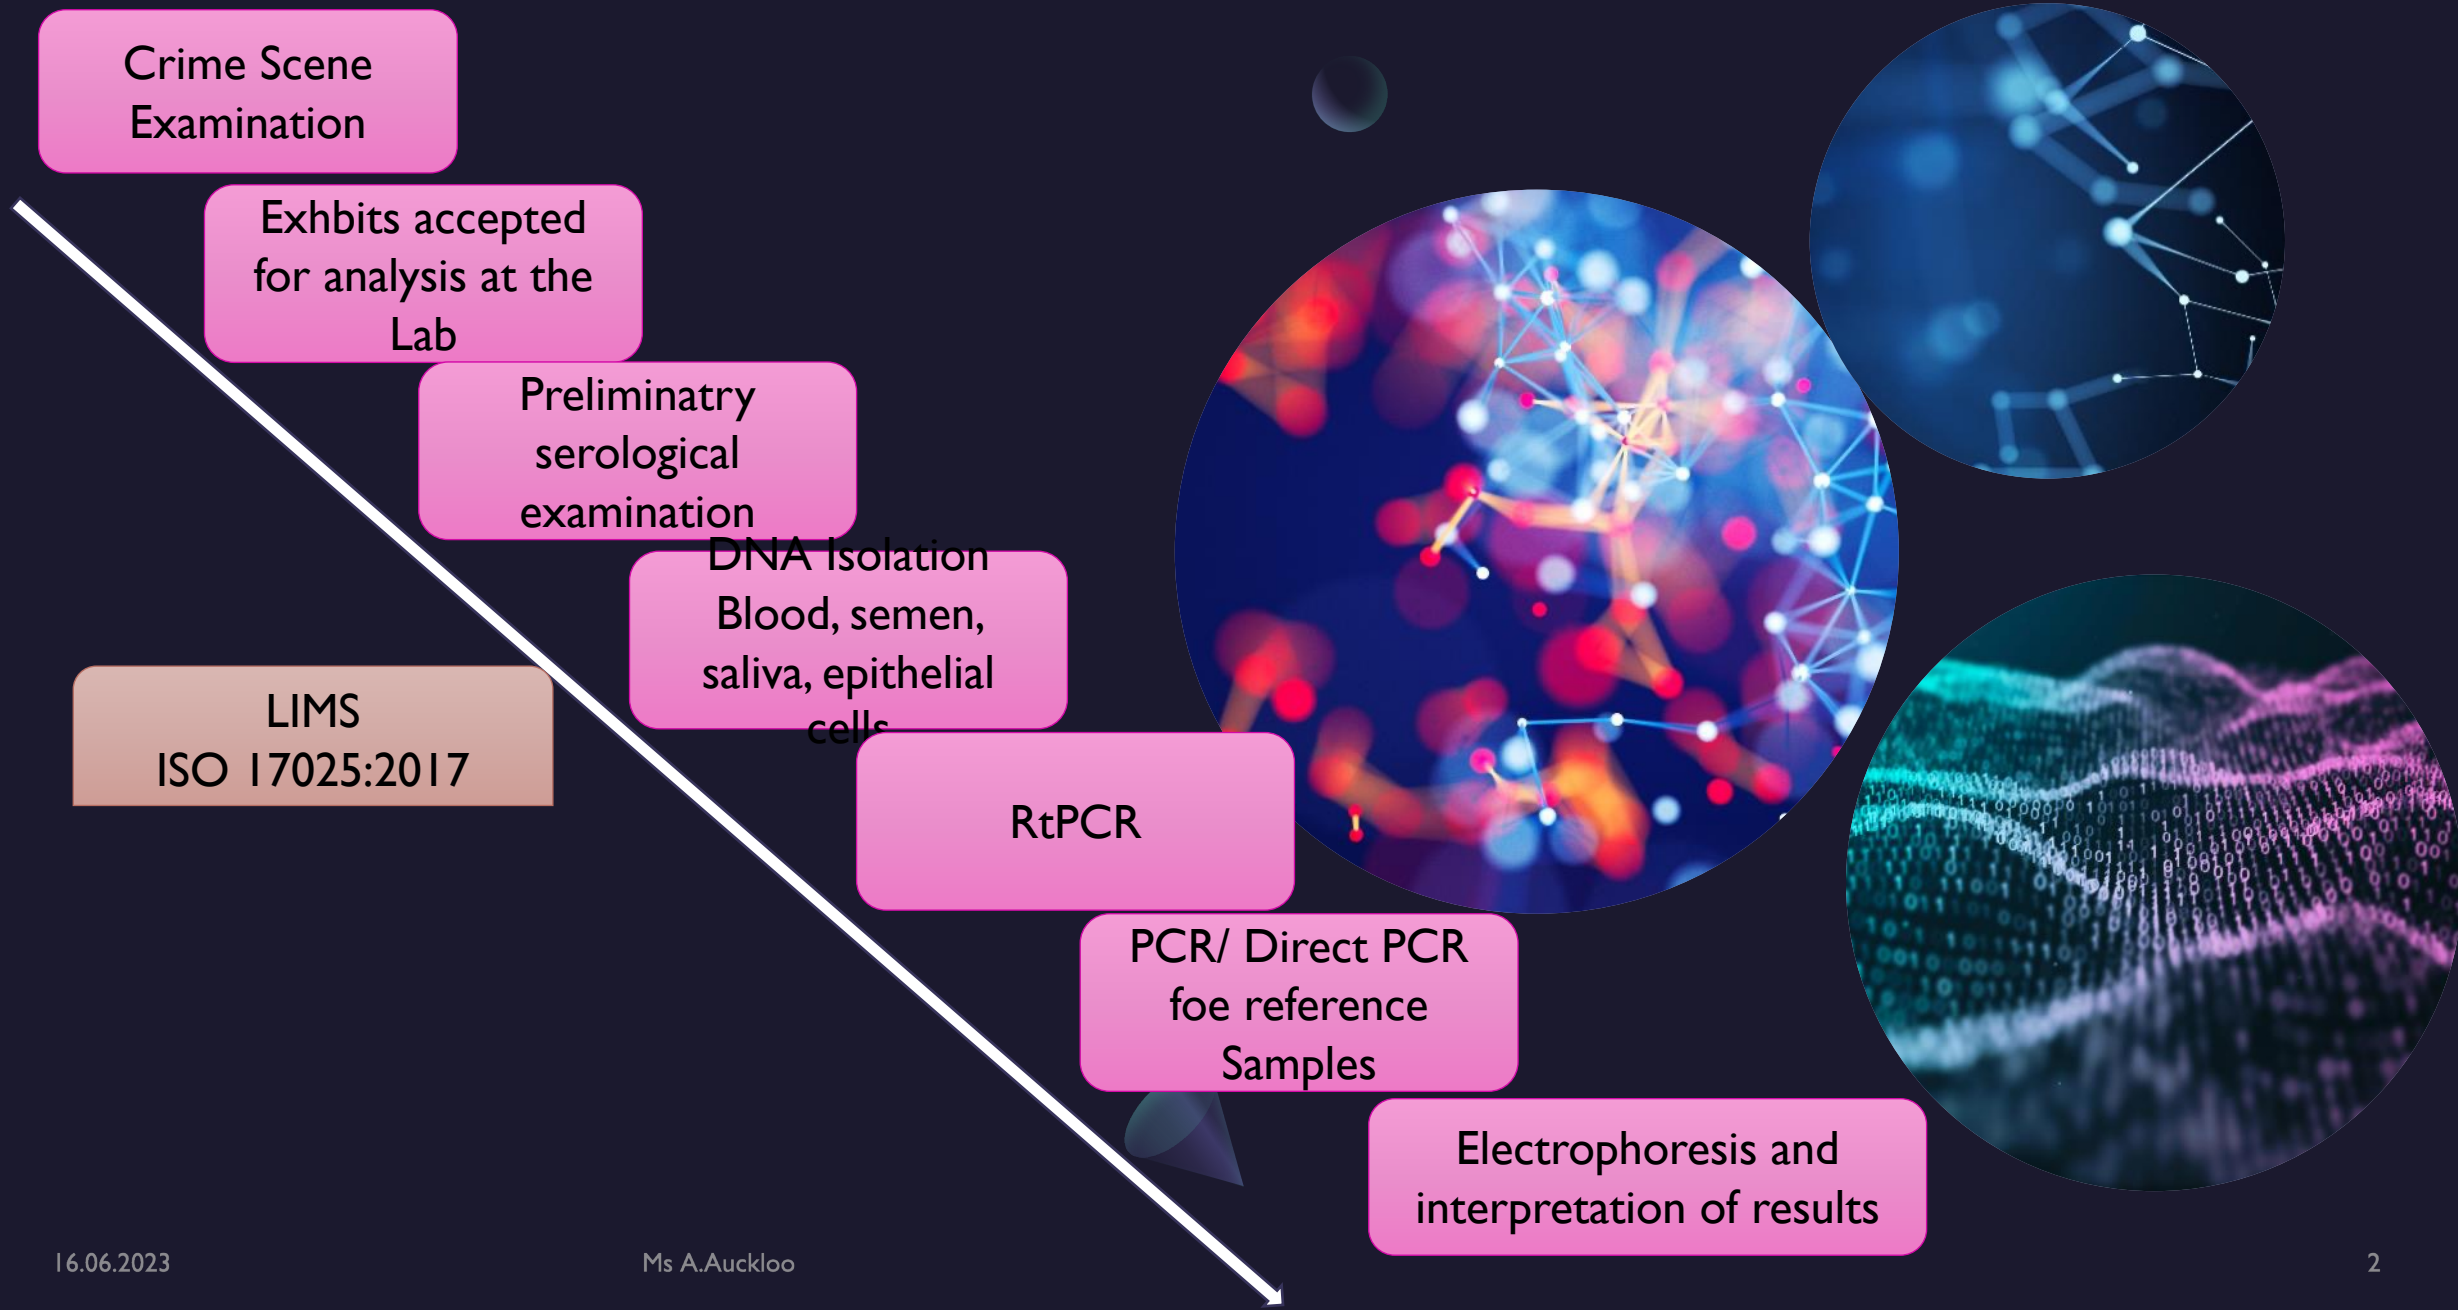 Crime Scene
Examination
Exhbits accepted
for analysis at the
Lab
Preliminatry
serological
examination
DNA Isolation
Blood, semen,
saliva, epithelial
cells
LIMS
ISO 17025:2017
RtPCR
PCR/ Direct PCR
foe reference
Samples
Electrophoresis and
interpretation of results
16.06.2023
Ms A.Auckloo
2